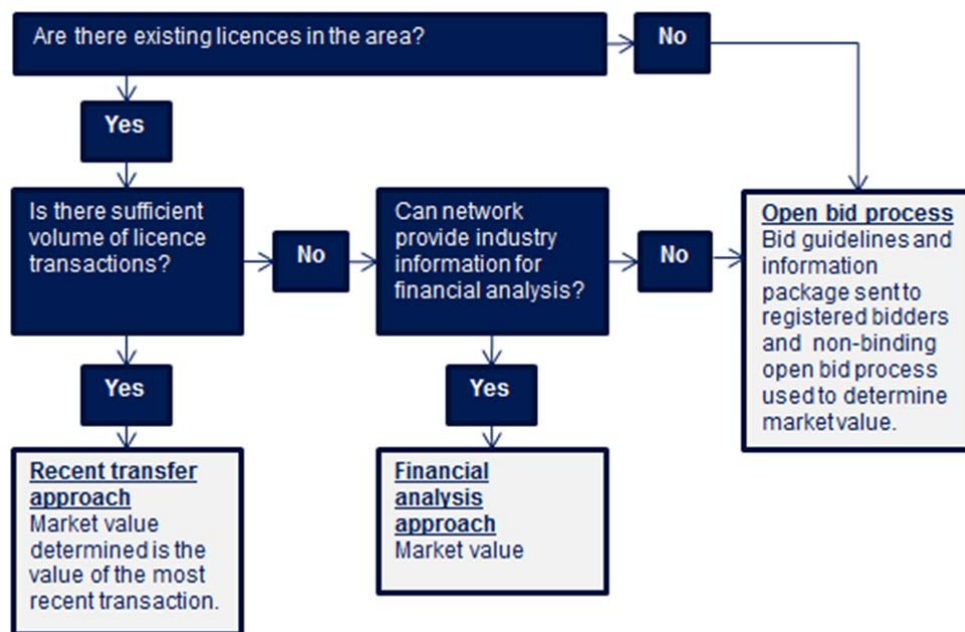 Are there existing licences in the area?
No
Yes
Is there sufficient
volume of licence
transactions?
No
Can network
provide industry
information for
financial analysis?
No
Open bid process
Bid guidelines and
information
package sent to
registered bidders
and non-binding
open bid process
used to determine
market value.
Yes
Yes
Recent transfer
approach
Market value
determined is the
value of the most
recent transaction.
Financial
analysis
approach
Market value